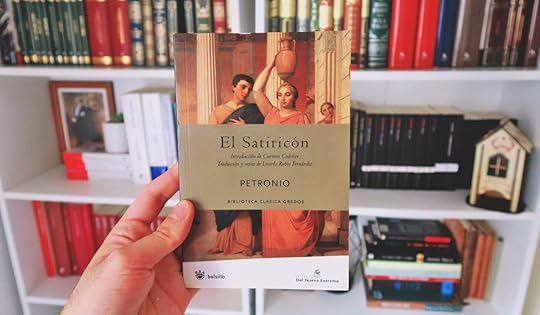 El Satiricón
Introducción de Carmen Codoñer
Traducción y notas de Lisardo Rubio Fernández
PETRONIO
BIBLIOTECA CLÁSICA GREDOS
bolsillo
Del Nuevo Extremo